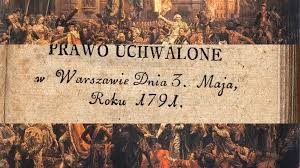 PRAWO UCHWALONE
w Warszawie Dnia 3. Maja,
Roku 1791.